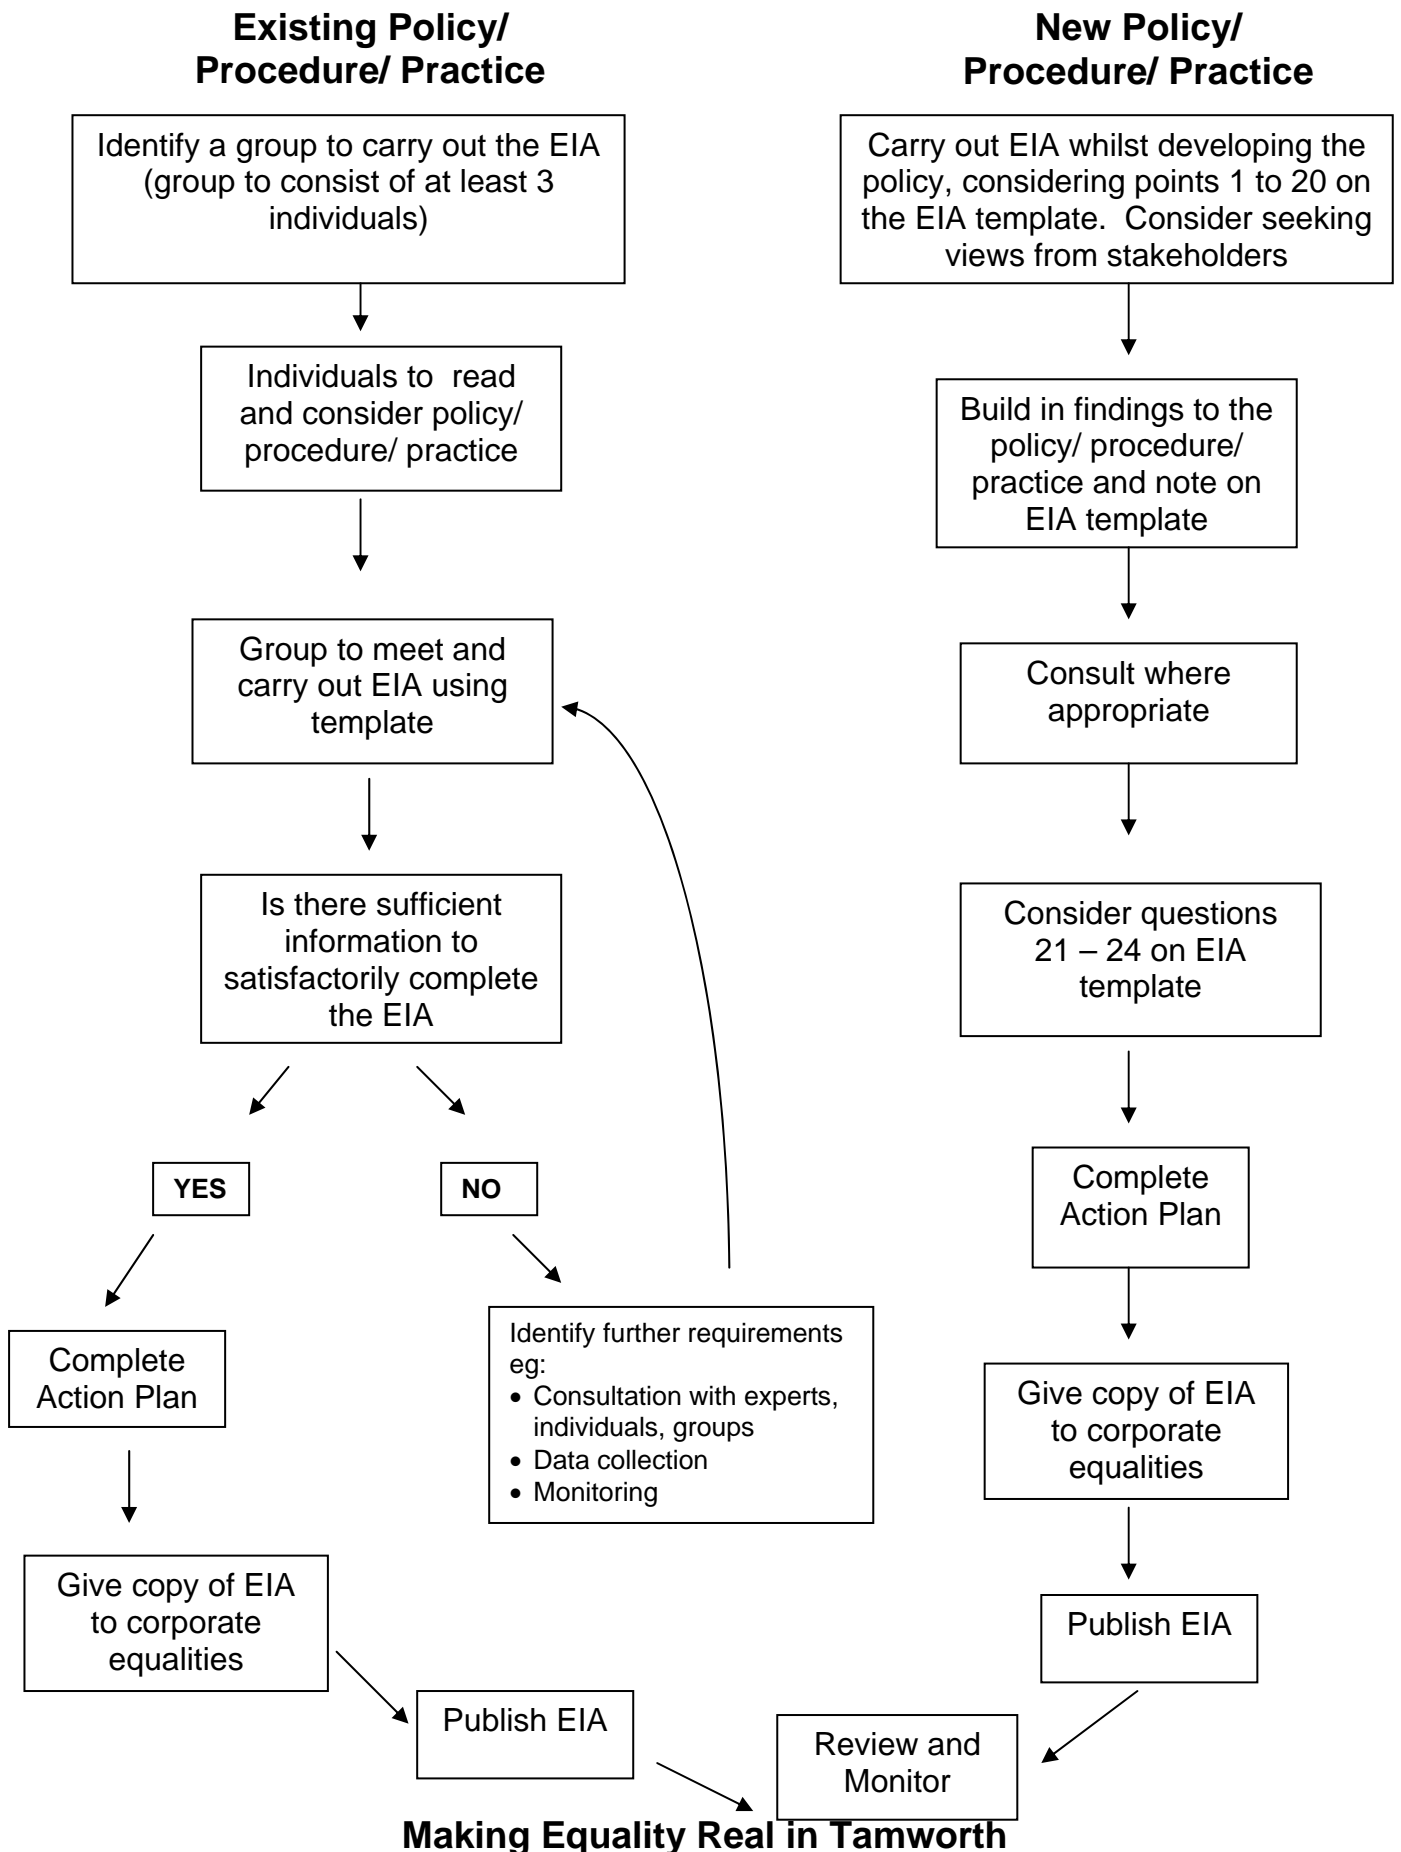 Existing Policy/
Procedure/ Practice
Identify a group to carry out the EIA
(group to consist of at least 3
individuals)
Individuals to read
and consider policy/
procedure/ practice
Group to meet and
carry out EIA using
template
Is there sufficient
information to
satisfactorily complete
the EIA
YES
NO
Complete
Action Plan
Identify further requirements
eg:
• Consultation with experts,
individuals, groups
• Data collection
• Monitoring
Give copy of EIA
to corporate
equalities
Publish EIA
New Policy/
Procedure/ Practice
Carry out EIA whilst developing the
policy, considering points 1 to 20 on
the EIA template. Consider seeking
views from stakeholders
Build in findings to the
policy/ procedure/
practice and note on
EIA template
Consult where
appropriate
Consider questions
21 – 24 on EIA
template
Complete
Action Plan
Give copy of EIA
to corporate
equalities
Publish EIA
Review and
Monitor
Making Equality Real in Tamworth